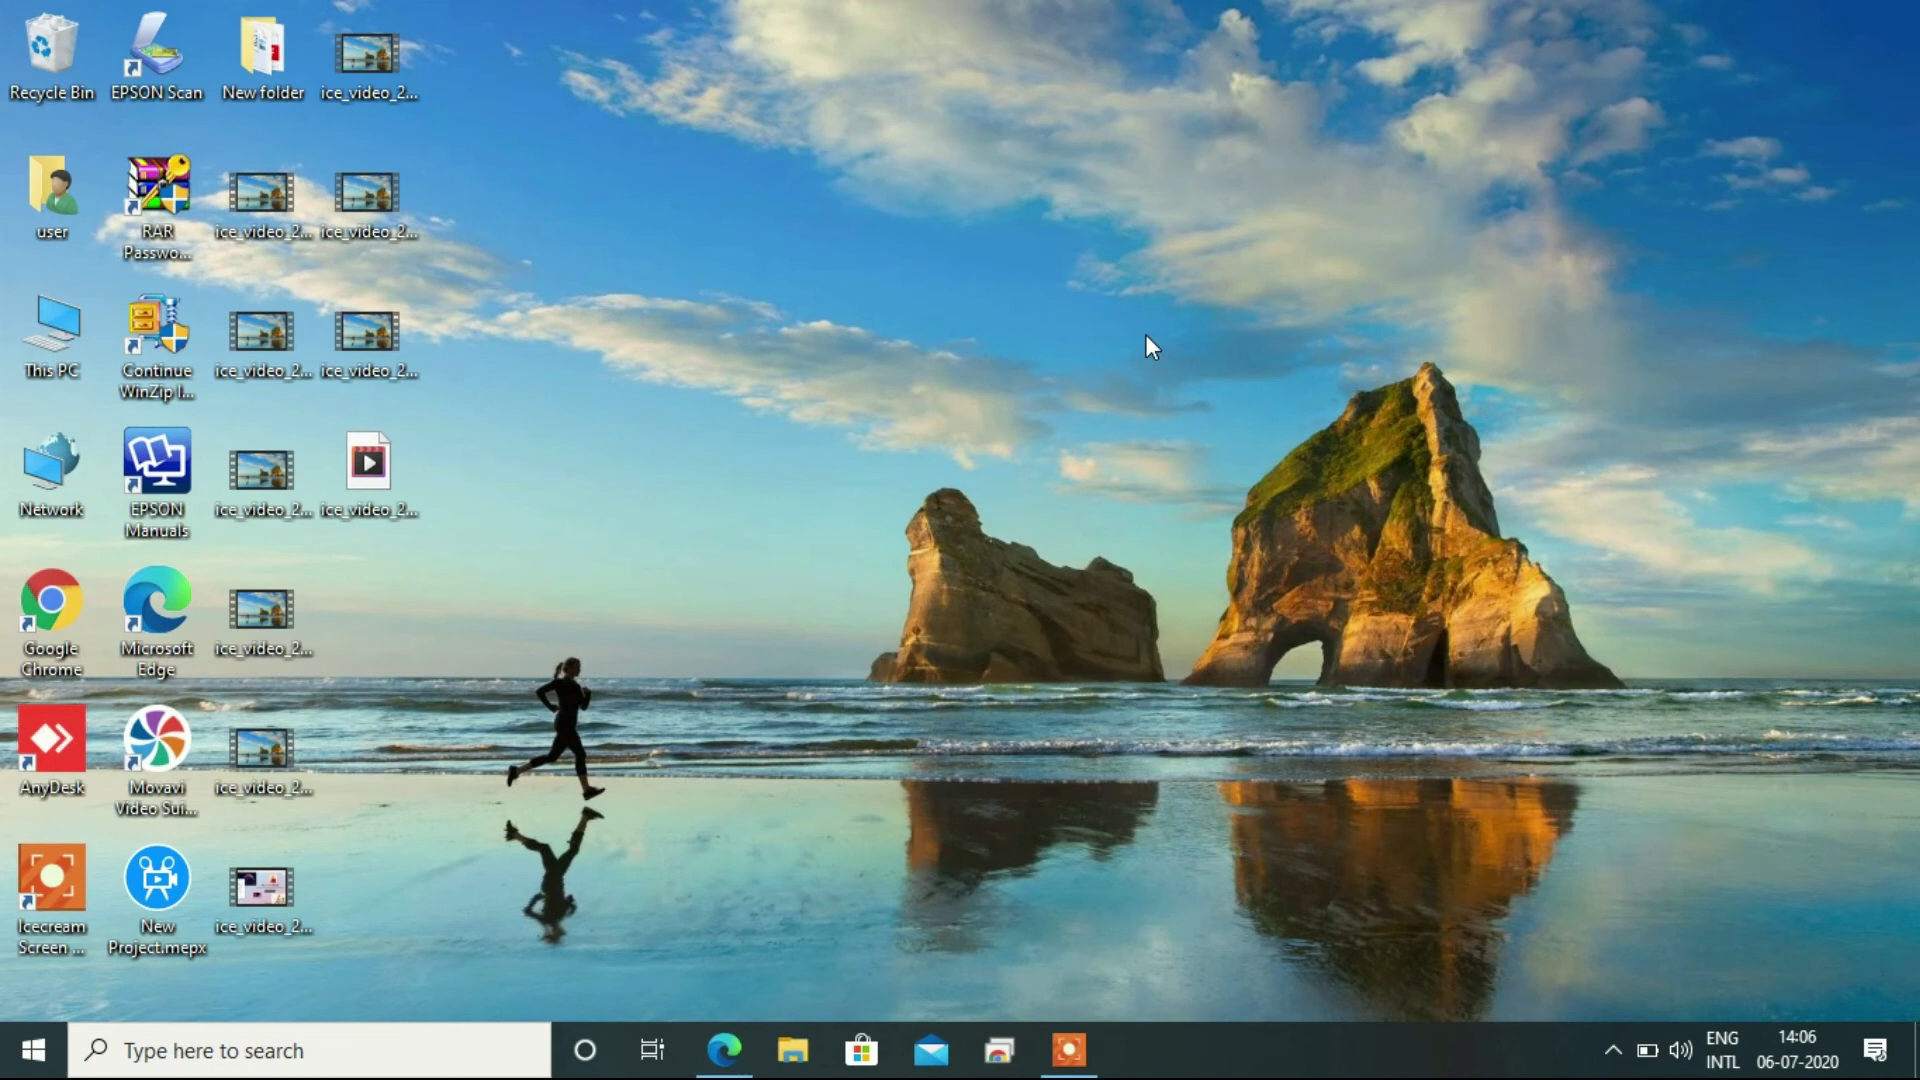 Recycle Bin
EPSON Scan
New folder
ice_video_2...
user
RAR
Passwo...
ice_video_2...
ice_video_2...
This PC
Continue
WinZip I...
ice_video_2...
ice_video_2...
Network
EPSON
Manuals
ice_video_2...
ice_video_2...
Google
Chrome
Microsoft
Edge
ice_video_2...
AnyDesk
Movavi
Video Sui...
ice_video_2...
Icecream
Screen ...
New
Project.mepx
ice_video_2...
Type here to search
ENG
INTL
14:06
06-07-2020